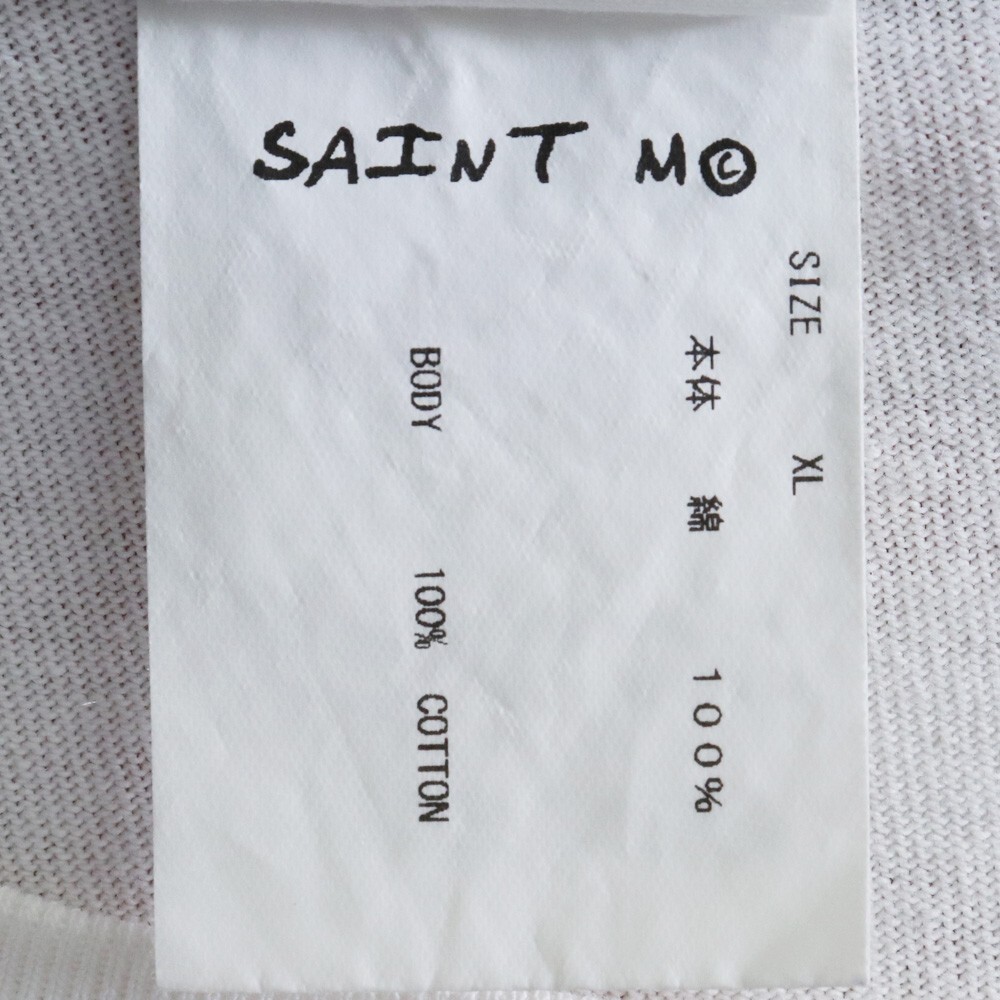 SAINT M©
SIZE XL
本体 綿 100%
BODY 100% COTTON